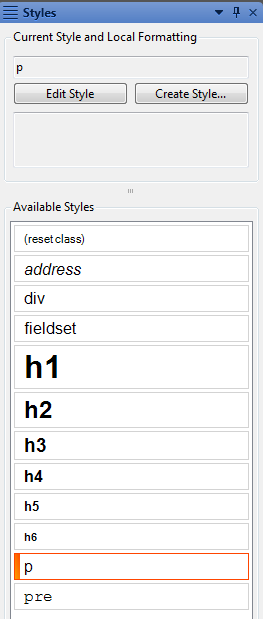 Styles
Current Style and Local Formatting
p
Edit Style Create Style...
Available Styles
(reset class)
address
div
fieldset
h1
h2
h3
h4
h5
h6
p
pre